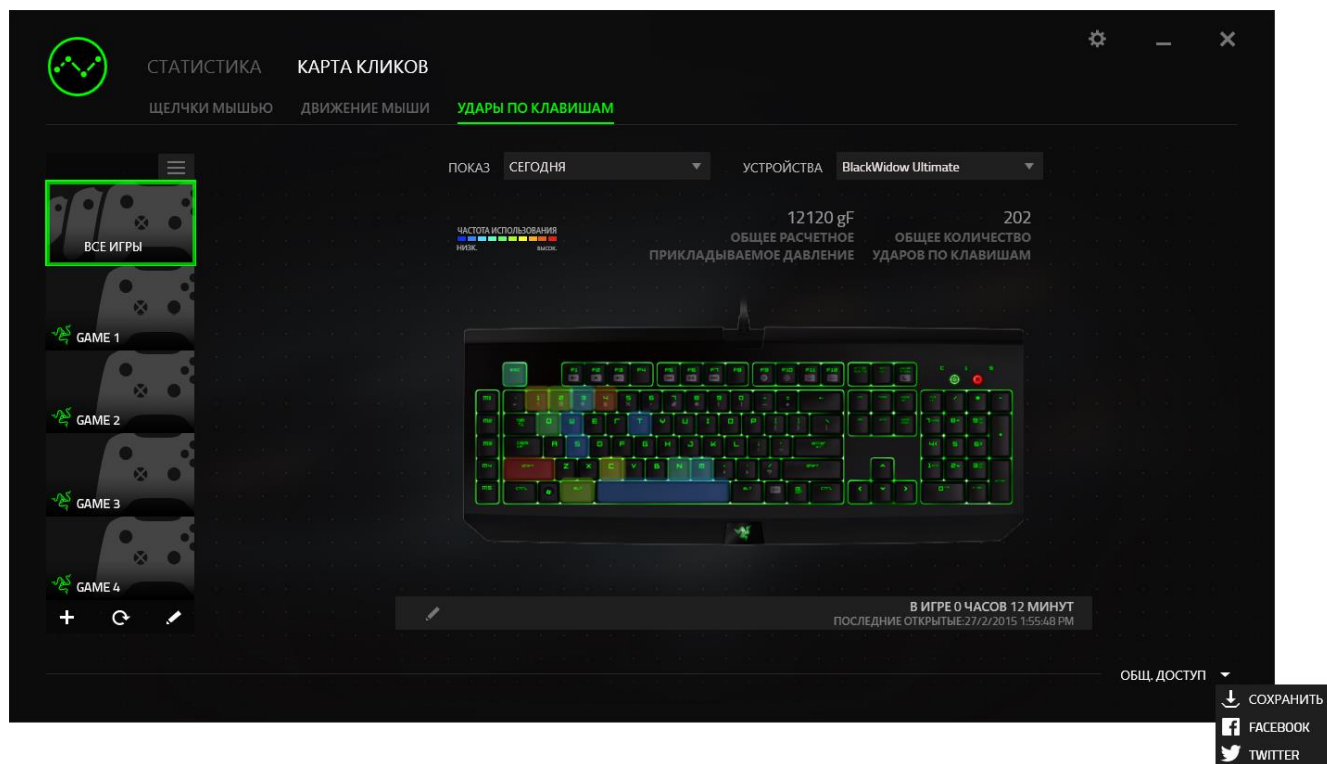 СТАТИСТИКА КАРТА КЛИКОВ
ЩЕЛЧКИ МЫШЬЮ ДВИЖЕНИЕ МЫШИ УДАРЫ ПО КЛАВИШАМ
ПОКАЗ СЕГОДНЯ УСТРОЙСТВА BlackWidow Ultimate
ЧАСТОТА ИСПОЛЬЗОВАНИЯ
НИЗК. ВЫСОК.
12120 gF
ОБЩЕЕ РАСЧЕТНОЕ
ПРИКЛАДЫВАЕМОЕ ДАВЛЕНИЕ
202
ОБЩЕЕ КОЛИЧЕСТВО
УДАРОВ ПО КЛАВИШАМ
ВСЕ ИГРЫ
GAME 1
GAME 2
GAME 3
GAME 4
В ИГРЕ 0 ЧАСОВ 12 МИНУТ
ПОСЛЕДНИЕ ОТКРЫТЫЕ:27/2/2015 1:55:48 PM
ОБЩ. ДОСТУП
СОХРАНИТЬ
FACEBOOK
TWITTER